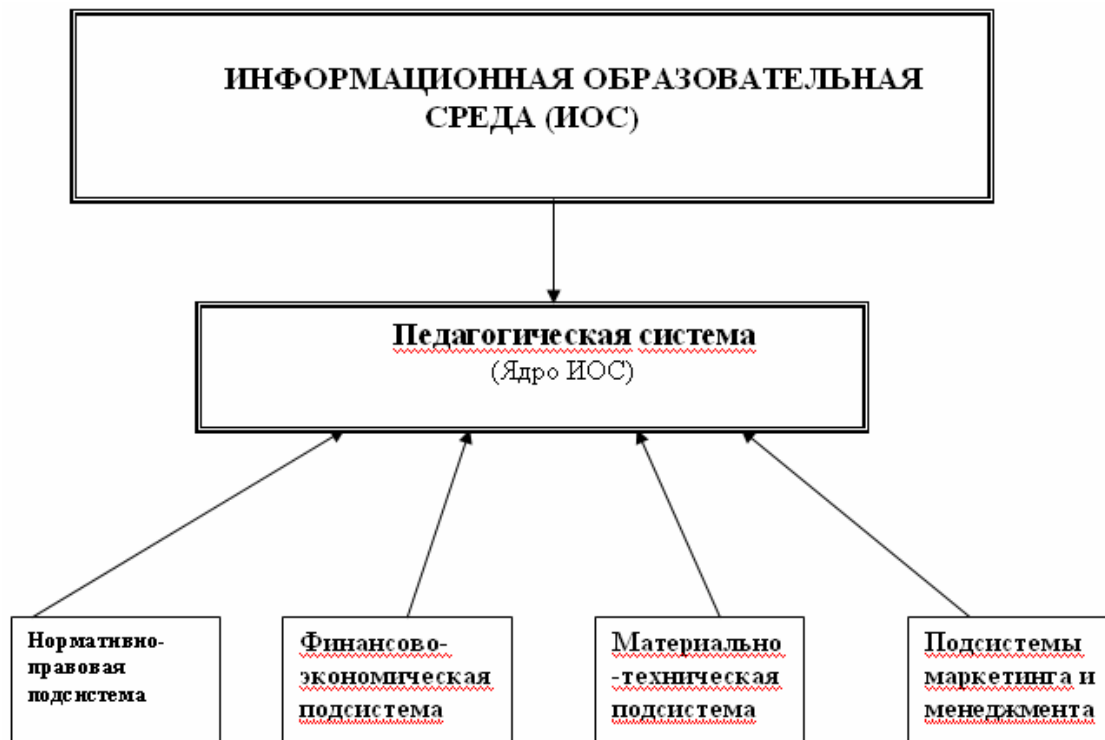 ИНФОРМАЦИОННАЯ ОБРАЗОВАТЕЛЬНАЯ
СРЕДА (ИОС)
Педагогическая система
(Ядро ИОС)
Нормативно-
правовая
подсистема
Финансово-
экономическая
подсистема
Материально
-техническая
подсистема
Подсистемы
маркетинга и
менеджмента